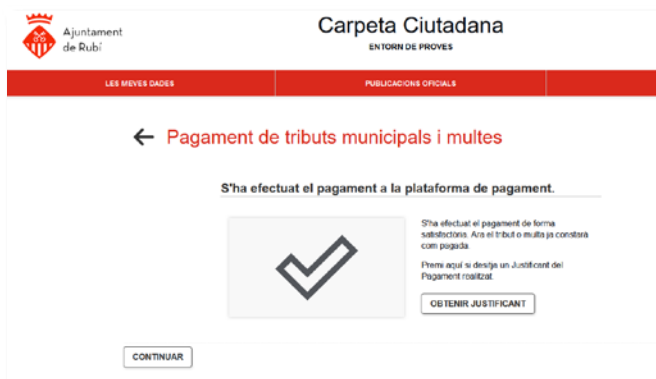 Ajuntament
de Rubí
Carpeta Ciutadana
ENTORN DE PROVES
LES MEVES DADES
PUBLICACIONS OFICIALS
Pagament de tributs municipals i multes
S'ha efectuat el pagament a la plataforma de pagament.
S'ha efectuat el pagament de forma
satisfactòria. Ara el tribut o multa ja constarà
com pagada.
Premi aquí si desitja un Justificant del
Pagament realitzat.
OBTENIR JUSTIFICANT
CONTINUAR